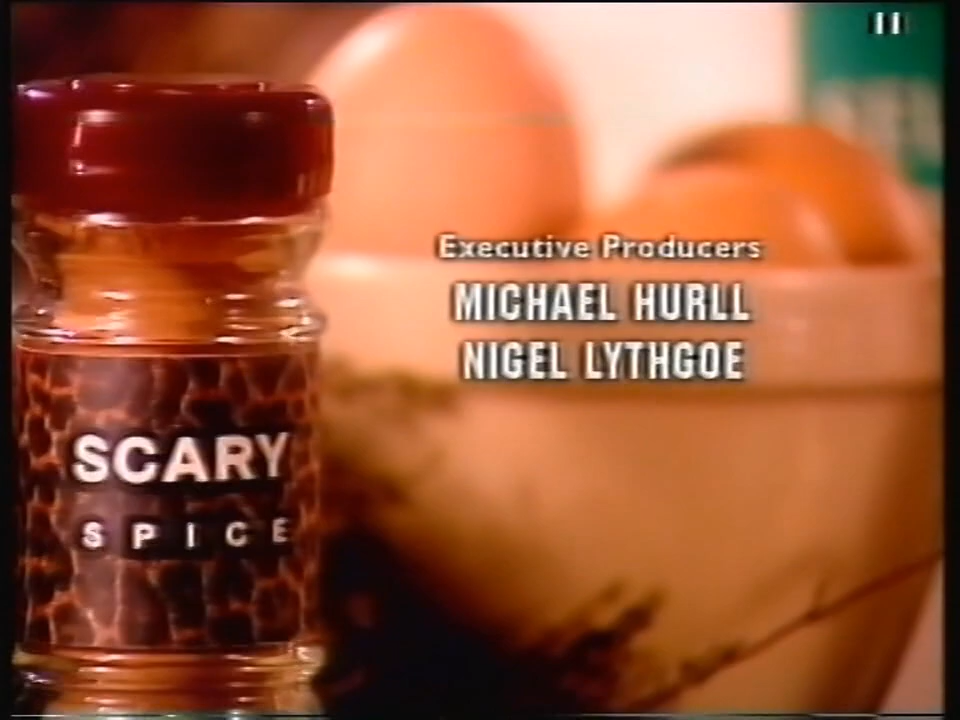 Executive Producers
MICHAEL HURLL
NIGEL LYTHGOE
SCARY
SPICE